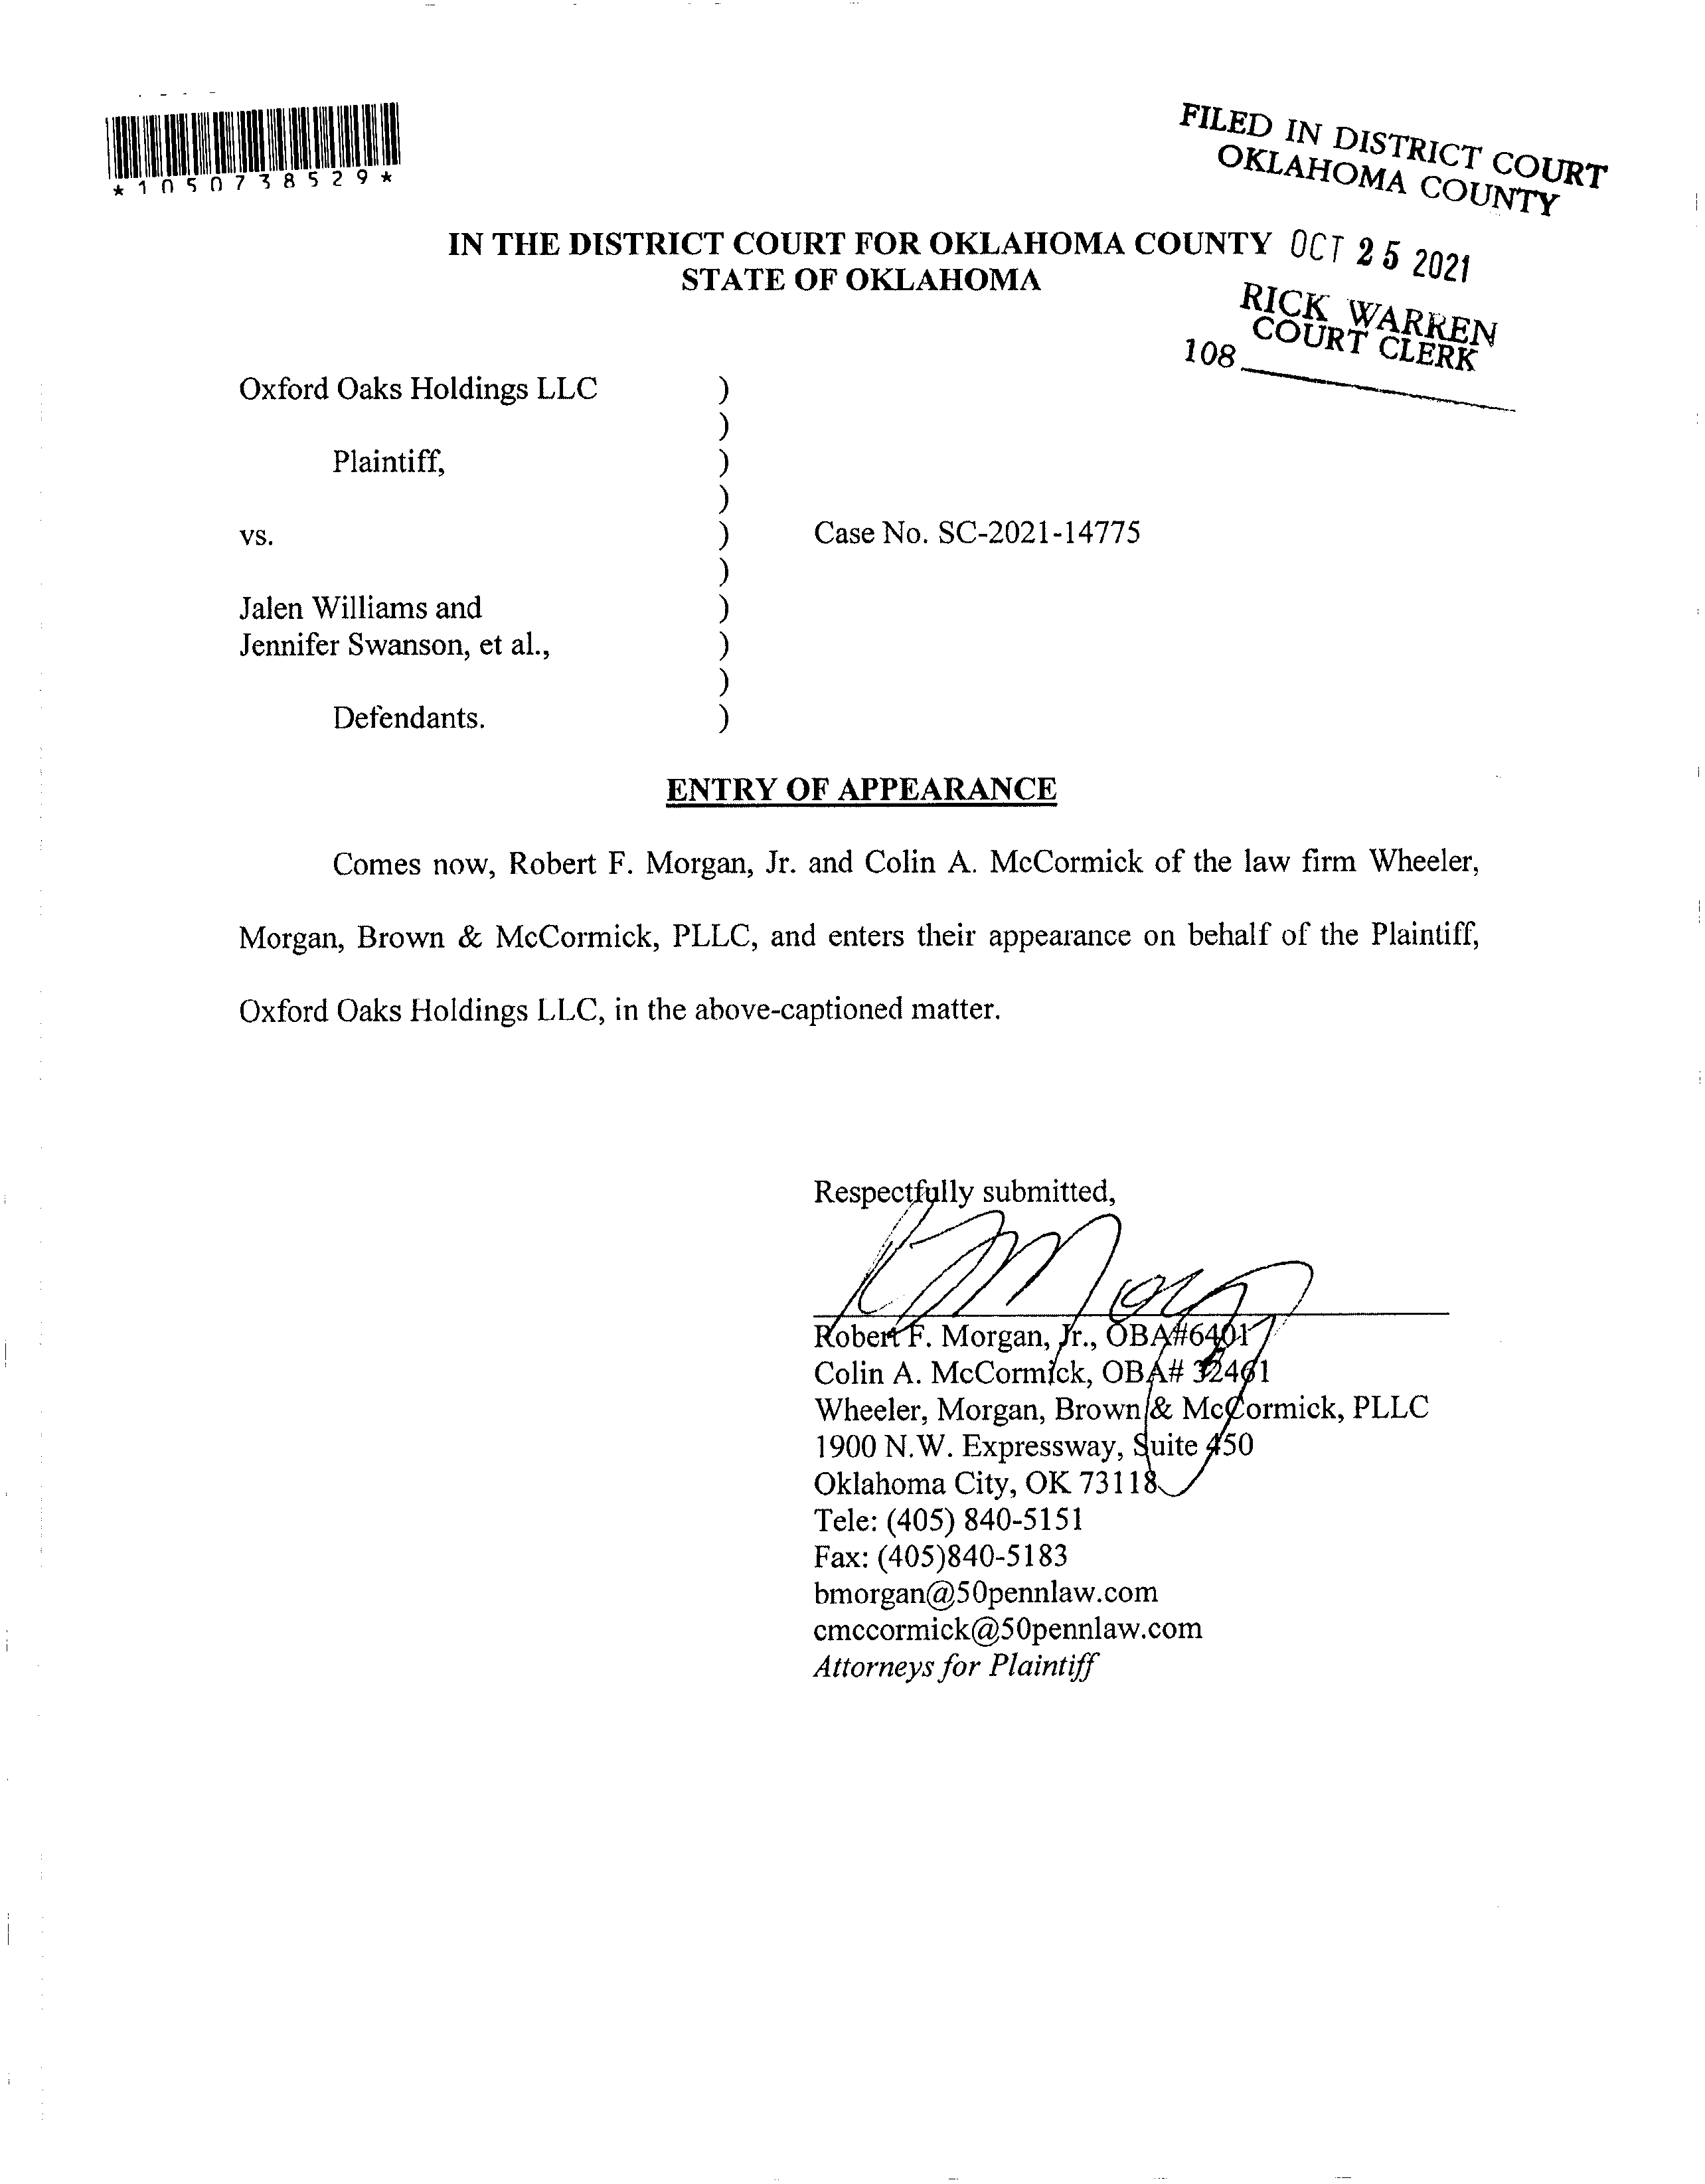 *1050738529*
FILED IN DISTRICT COURT
OKLAHOMA COUNTY
OCT 25 2021
RICK WARREN
COURT CLERK
108
IN THE DISTRICT COURT FOR OKLAHOMA COUNTY
STATE OF OKLAHOMA
Oxford Oaks Holdings LLC )
)
Plaintiff, )
)
vs. ) Case No. SC-2021-14775
)
Jalen Williams and )
Jennifer Swanson, et al., )
)
Defendants. )
ENTRY OF APPEARANCE
Comes now, Robert F. Morgan, Jr. and Colin A. McCormick of the law firm Wheeler,
Morgan, Brown & McCormick, PLLC, and enters their appearance on behalf of the Plaintiff,
Oxford Oaks Holdings LLC, in the above-captioned matter.
Respectfully submitted,
Robert F. Morgan, Jr., OBA#6401
Colin A. McCormick, OBA# 32461
Wheeler, Morgan, Brown & McCormick, PLLC
1900 N.W. Expressway, Suite 450
Oklahoma City, OK 73118
Tele: (405) 840-5151
Fax: (405)840-5183
bmorgan@50pennlaw.com
cmccormick@50pennlaw.com
Attorneys for Plaintiff